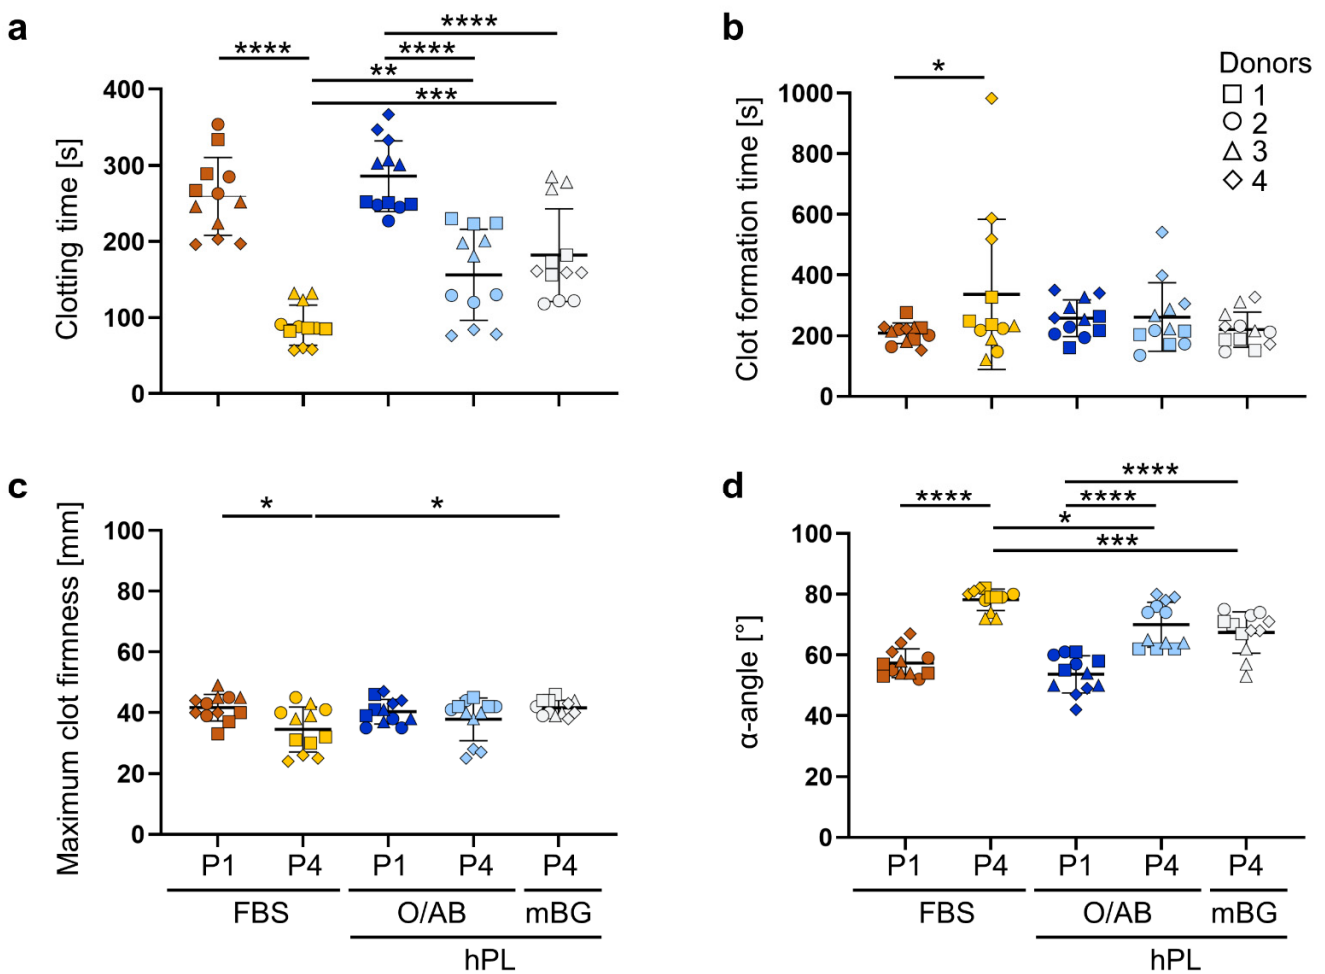 a
****
****
****
**
***
Clotting time [s]
400
300
200
100
0
b
*
Donors
1
2
3
4
Clot formation time [s]
1000
800
600
400
200
0
c
*
*
Maximum clot firmness [mm]
100
80
60
40
20
0
P1 P4 P1 P4 P4
FBS O/AB mBG
hPL
d
****
****
****
*
***
α-angle [°]
100
80
60
40
20
0
P1 P4 P1 P4 P4
FBS O/AB mBG
hPL